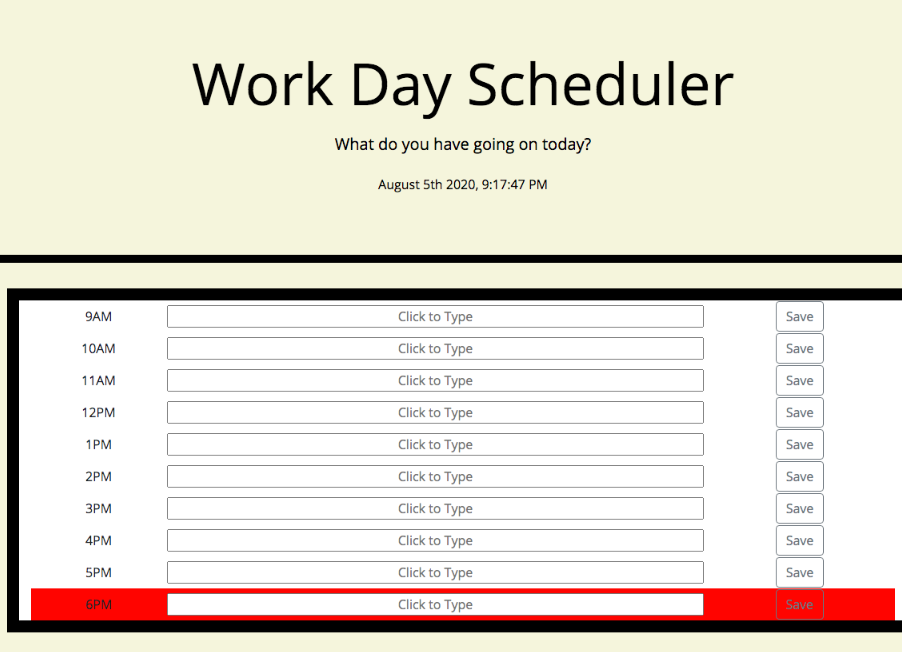 Work Day Scheduler
What do you have going on today?
August 5th 2020, 9:17:47 PM
9AM Click to Type Save
10AM Click to Type Save
11AM Click to Type Save
12PM Click to Type Save
1PM Click to Type Save
2PM Click to Type Save
3PM Click to Type Save
4PM Click to Type Save
5PM Click to Type Save
6PM Click to Type Save